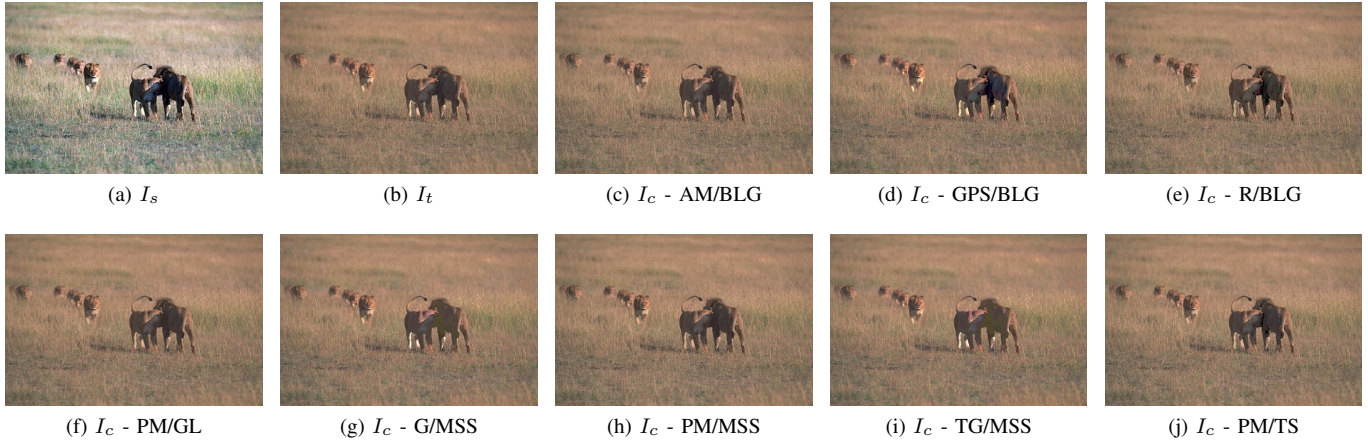 (a) I_s
(b) I_t
(c) I_c - AM/BLG
(d) I_c - GPS/BLG
(e) I_c - R/BLG
(f) I_c - PM/GL
(g) I_c - G/MSS
(h) I_c - PM/MSS
(i) I_c - TG/MSS
(j) I_c - PM/TS